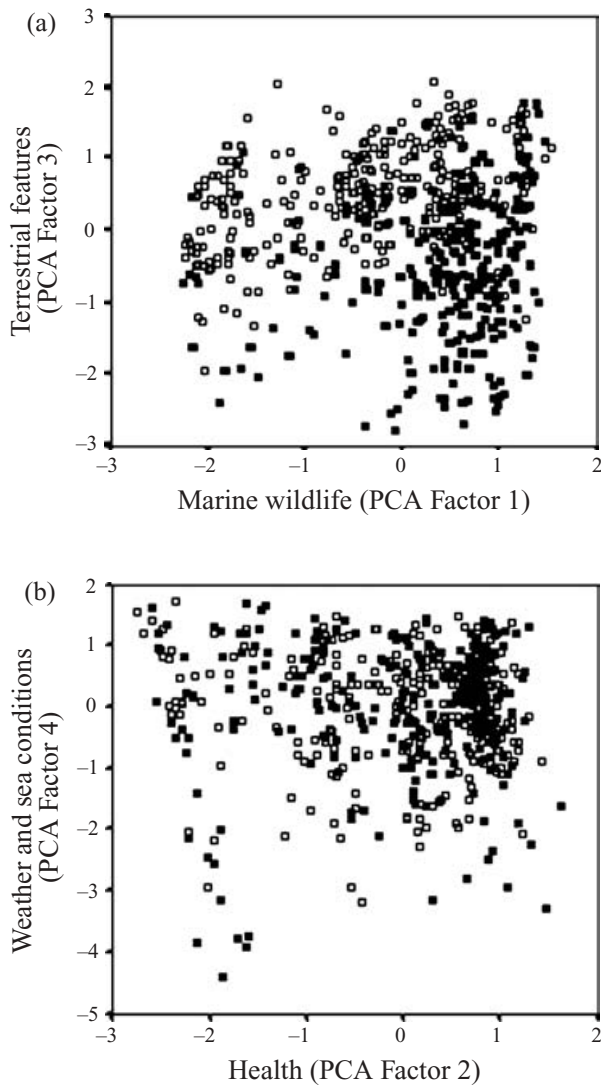 (a)
3
2
1
0
–1
–2
–3
Terrestrial features
(PCA Factor 3)
–3 –2 –1 0 1 2
Marine wildlife (PCA Factor 1)
(b)
2
1
0
–1
–2
–3
–4
–5
Weather and sea conditions
(PCA Factor 4)
–3 –2 –1 0 1 2
Health (PCA Factor 2)